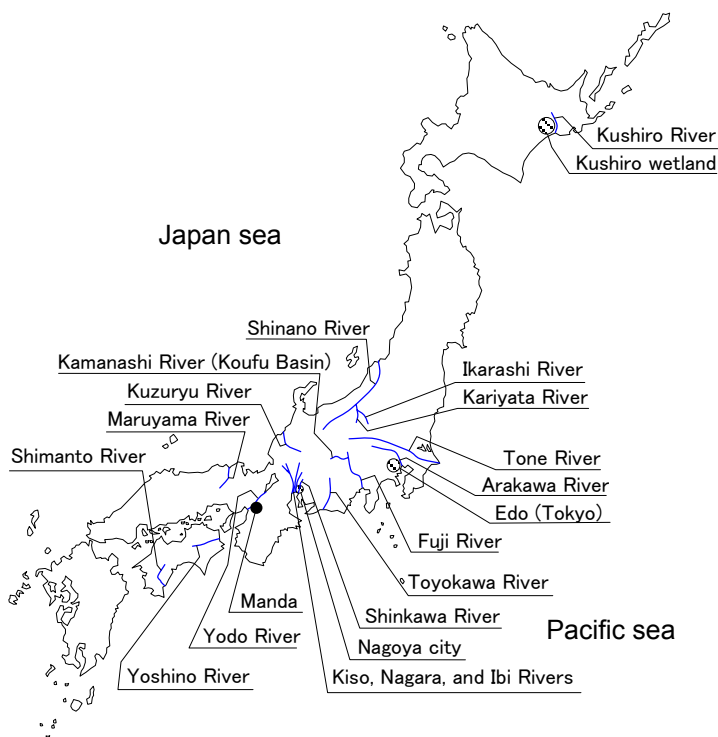 Kushiro River
Kushiro wetland
Japan sea
Shinano River
Kamanashi River (Koufu Basin)
Ikarashi River
Kuzuryu River
Kariyata River
Maruyama River
Shimanto River
Tone River
Arakawa River
Edo (Tokyo)
Fuji River
Toyokawa River
Manda
Shinkawa River
Pacific sea
Yodo River
Nagoya city
Yoshino River
Kiso, Nagara, and Ibi Rivers